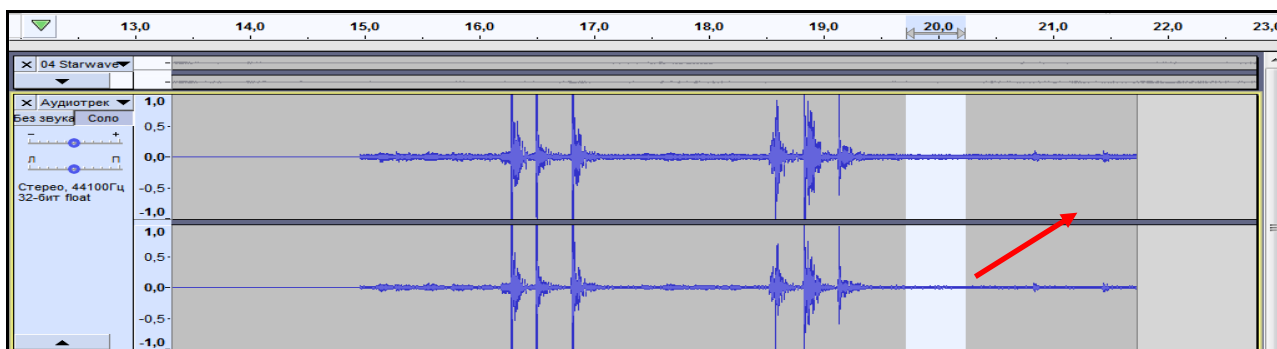 13,0 14,0 15,0 16,0 17,0 18,0 19,0 20,0 21,0 22,0 23,0
× 04 Starwave
× Аудиотрек
Без звука Соло
- +
Л П
Стерео, 44100Гц
32-бит float
1,0
0,5
0,0
-0,5
-1,0
1,0
0,5
0,0
-0,5
-1,0